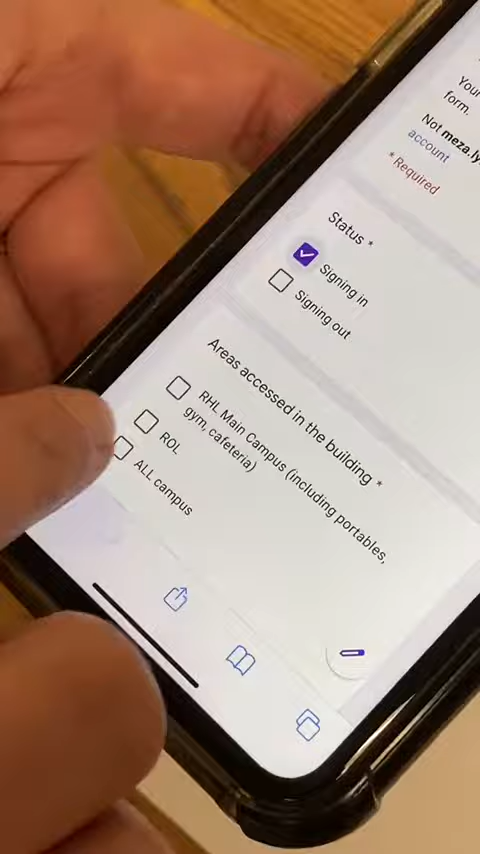 Your
form.
Not meza.ly
account
* Required
Status *
Signing in
Signing out
Areas accessed in the building *
RHL Main Campus (including portables,
gym, cafeteria)
ROL
ALL campus